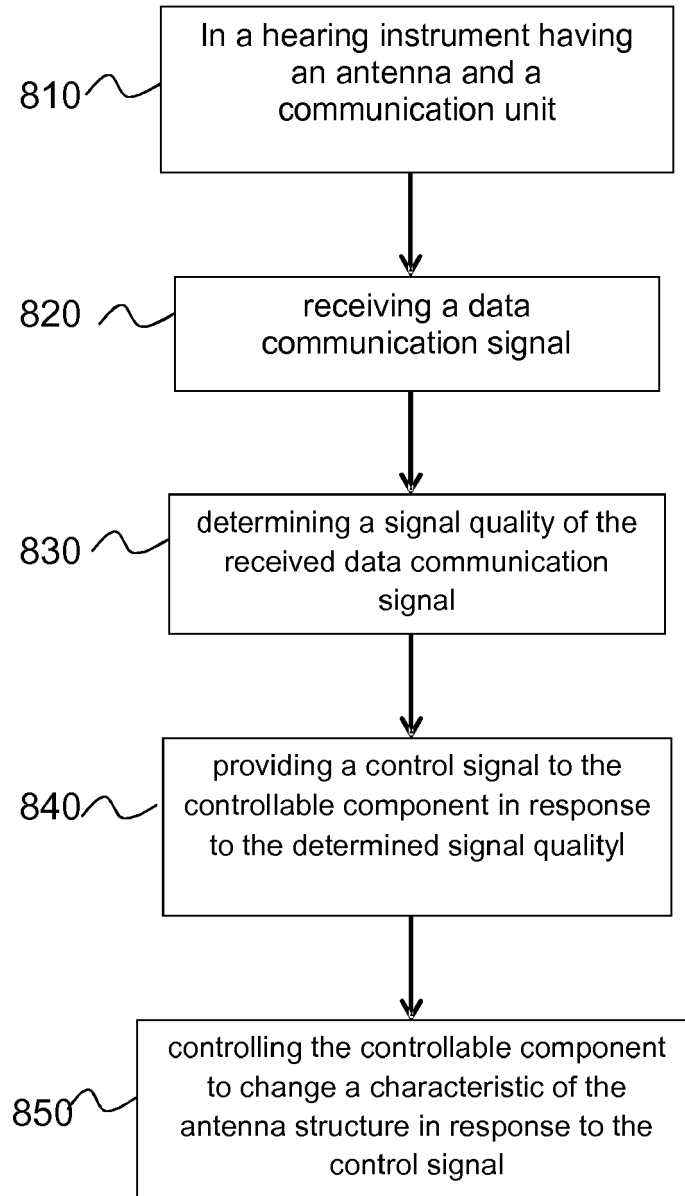 810
In a hearing instrument having
an antenna and a
communication unit
820
receiving a data
communication signal
830
determining a signal quality of the
received data communication
signal
840
providing a control signal to the
controllable component in response
to the determined signal qualityl
850
controlling the controllable component
to change a characteristic of the
antenna structure in response to the
control signal